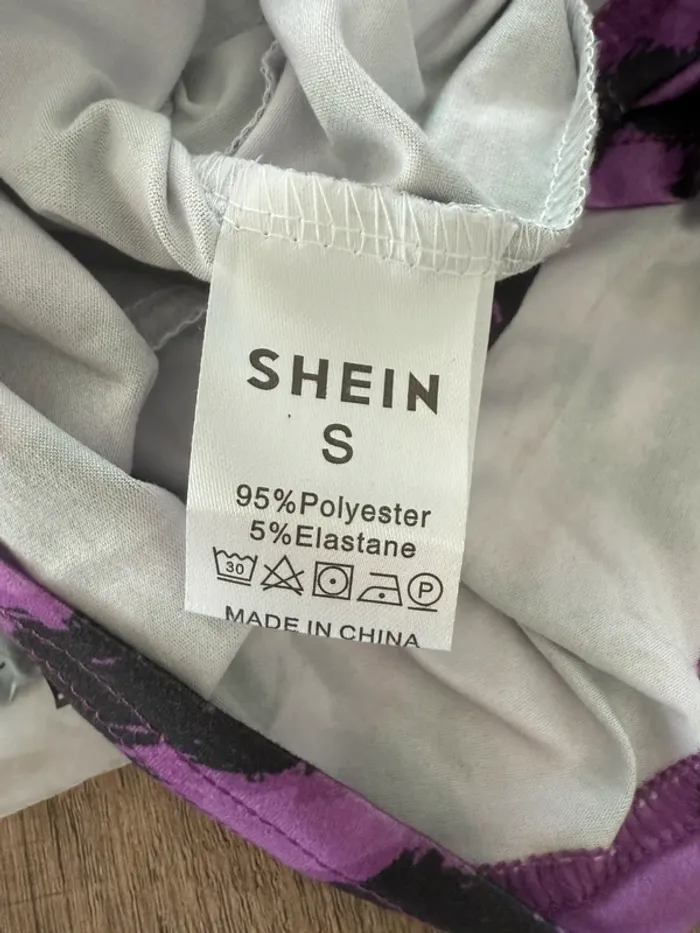 SHEIN
S
95%Polyester
5%Elastane
30 P
MADE IN CHINA